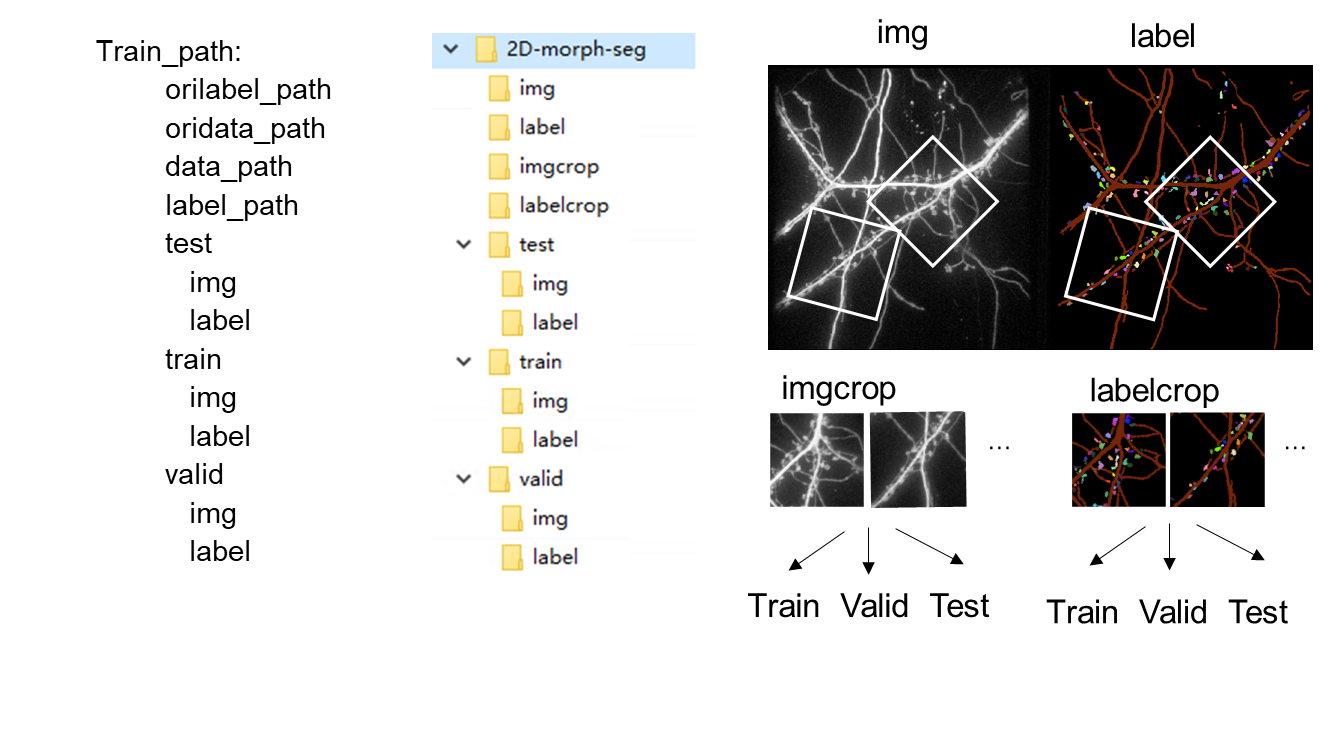 Train_path:
orilabel_path
oridata_path
data_path
label_path
test
img
label
train
img
label
valid
img
label
2D-morph-seg
img
label
imgcrop
labelcrop
test
img
label
train
img
label
valid
img
label
img
label
imgcrop
labelcrop
...
...
Train Valid Test
Train Valid Test